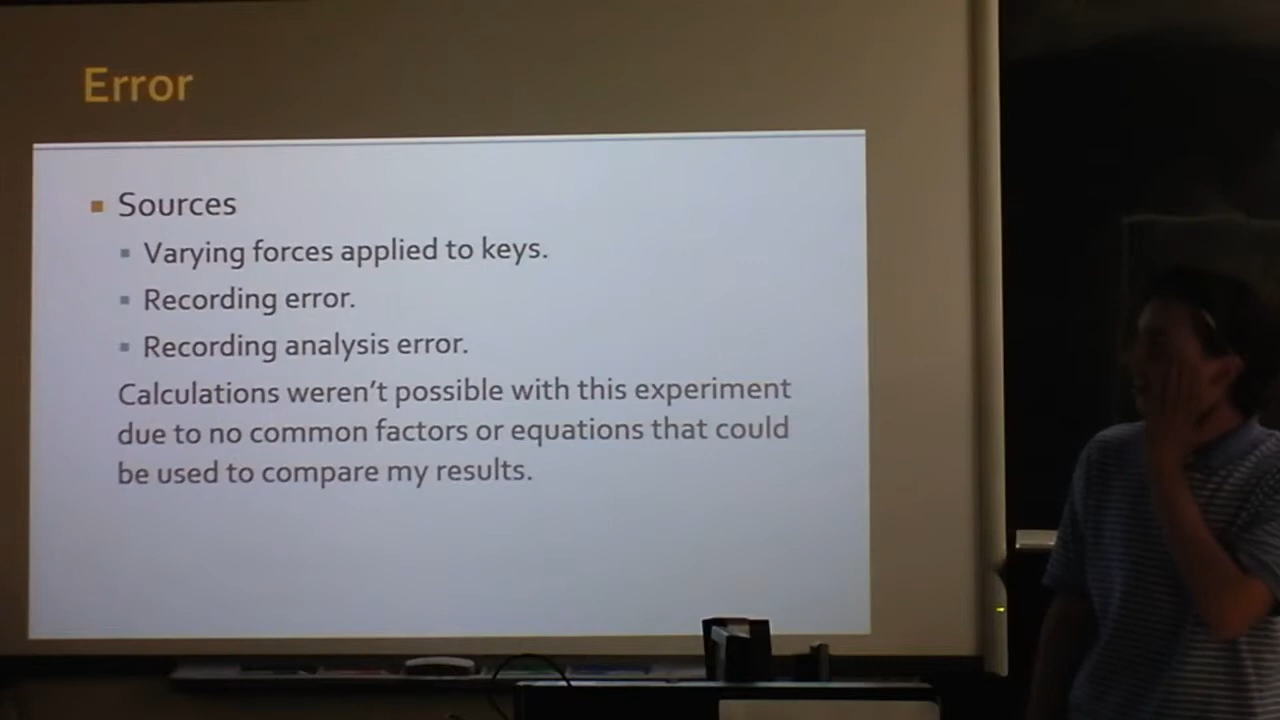 Error
Sources
Varying forces applied to keys.
Recording error.
Recording analysis error.
Calculations weren't possible with this experiment
due to no common factors or equations that could
be used to compare my results.